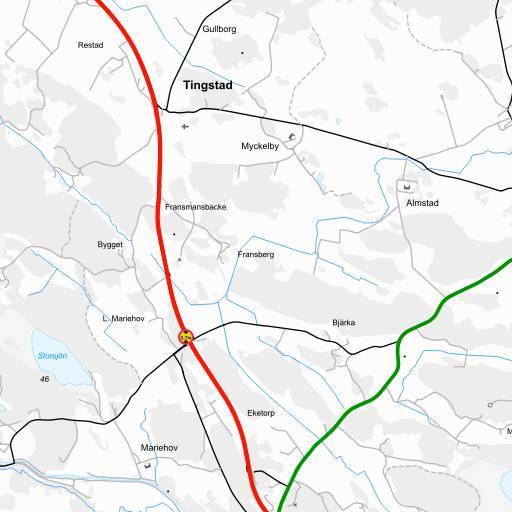 Gullborg
Restad
Tingstad
Myckelby
Almstad
Fransmansbacke
Bygget
Fransberg
L. Mariehov
Bjärka
Storsjön
46
Eketorp
Mariehov
M